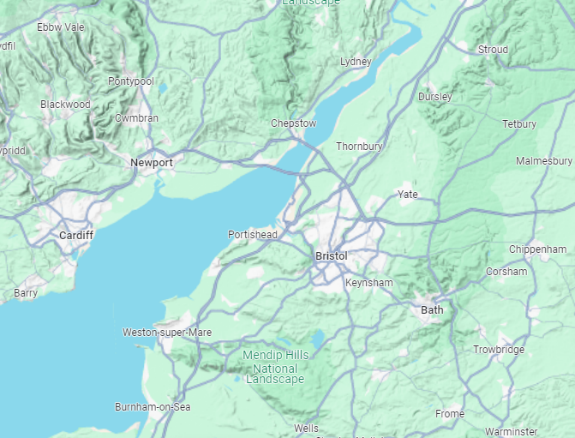 Landscape
Ebbw Vale
Stroud
Lydney
Pontypool
Dursley
Blackwood
Cwmbran
Chepstow
Tetbury
Thornbury
Newport
Malmesbury
Yate
Cardiff
Portishead
Chippenham
Bristol
Corsham
Keynsham
Barry
Bath
Weston-super-Mare
Mendip Hills
National
Landscape
Trowbridge
Burnham-on-Sea
Frome
Wells
Warminster